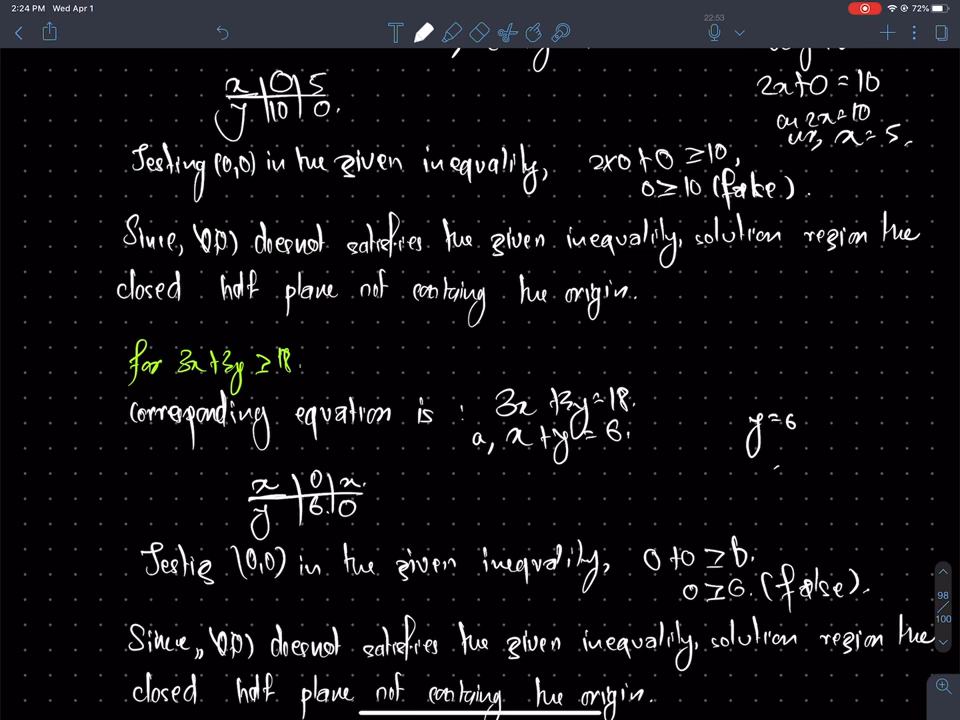 2:24 PM Wed Apr 1
72%
22:53
T
2x+0 = 10
or, 2x=10
or, x = 5.
x | 0 | 5
y | 10 | 0.
Testing (0,0) in the given inequality, 2x0 + 0 ≥ 10,
0 ≥ 10 (false).
Since, (0,0) doesnot satisfies the given inequality, solution region the
closed half plane not containg the origin.
for 3x+3y ≥ 18.
corresponding equation is : 3x +3y = 18.
or, x + y = 6.
y = 6
x | 0 | x.
y | 6. | 0
Testig (0,0) in the given inequality, 0 + 0 ≥ 6.
0 ≥ 6. (false).
98
100
Since, (0,0) doesnot satisfies the given inequality, solution region the
closed half plane not containg the origin.